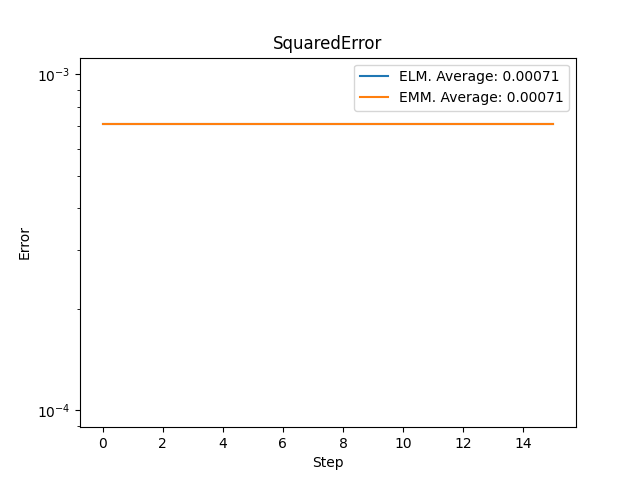 SquaredError
10⁻³
ELM. Average: 0.00071
EMM. Average: 0.00071
Error
10⁻⁴
0 2 4 6 8 10 12 14
Step